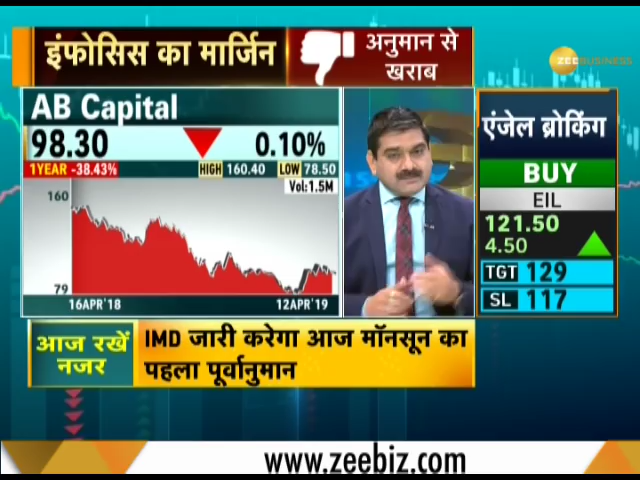 इंफोसिस का मार्जिन
अनुमान से
खराब
ZEEBUSINESS
AB Capital
98.30
0.10%
1YEAR -38.43%
HIGH 160.40
LOW 78.50
Vol:1.5M
160
79
16APR'18
12APR'19
एंजेल ब्रोकिंग
BUY
EIL
121.50
4.50
TGT 129
SL 117
आज रखें
नजर
IMD जारी करेगा आज मॉनसून का
पहला पूर्वानुमान
www.zeebiz.com